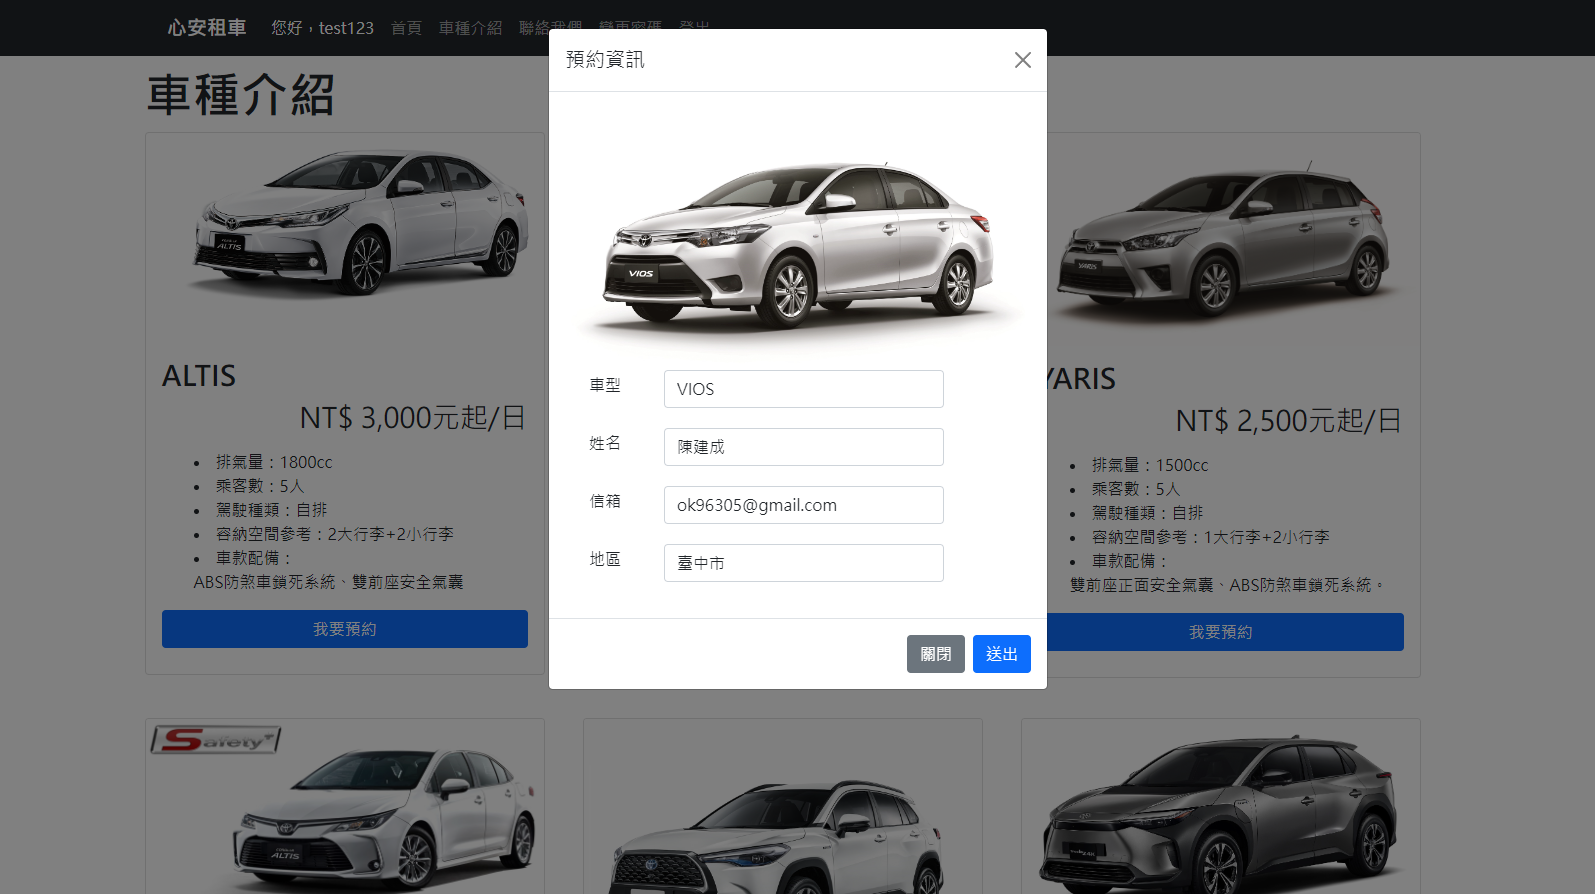 心安租車 您好，test123 首頁 車種介紹 聯絡我們 變更密碼 登出
車種介紹
ALTIS
ALTIS
NT$ 3,000元起/日
排氣量：1800cc
乘客數：5人
駕駛種類：自排
容納空間參考：2大行李+2小行李
車款配備：
ABS防煞車鎖死系統、雙前座安全氣囊
我要預約
預約資訊
VIOS
車型 VIOS
姓名 陳建成
信箱 ok96305@gmail.com
地區 臺中市
關閉 送出
YARIS
YARIS
NT$ 2,500元起/日
排氣量：1500cc
乘客數：5人
駕駛種類：自排
容納空間參考：1大行李+2小行李
車款配備：
雙前座正面安全氣囊、ABS防煞車鎖死系統。
我要預約
Safety+
ALTIS